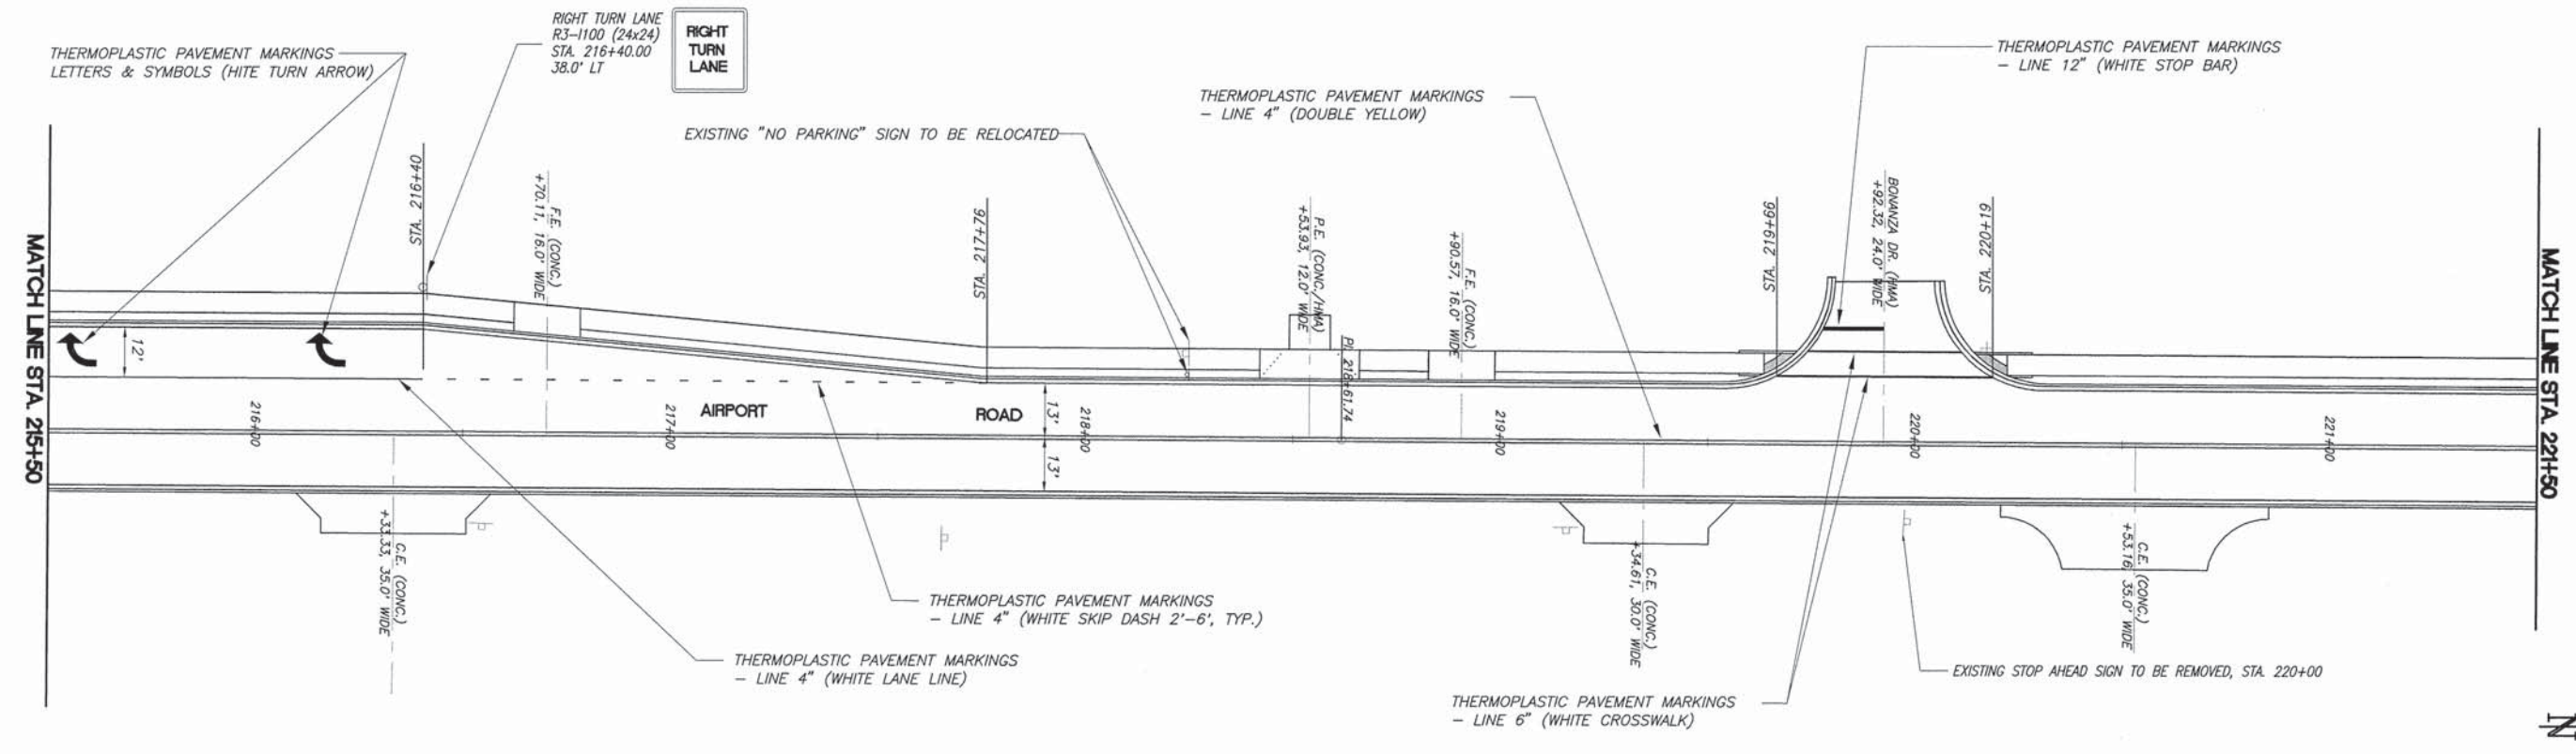 RIGHT TURN LANE
R3-I100 (24x24)
STA. 216+40.00
38.0' LT
RIGHT
TURN
LANE
THERMOPLASTIC PAVEMENT MARKINGS
LETTERS & SYMBOLS (HITE TURN ARROW)
THERMOPLASTIC PAVEMENT MARKINGS
- LINE 12" (WHITE STOP BAR)
THERMOPLASTIC PAVEMENT MARKINGS
- LINE 4" (DOUBLE YELLOW)
EXISTING "NO PARKING" SIGN TO BE RELOCATED
MATCH LINE STA. 215+50
STA. 216+40
F.E. (CONC.)
+70.11, 16.0' WIDE
STA. 217+76
P.E. (CONC./HMA)
+53.93, 12.0' WIDE
PI. 218+61.74
F.E. (CONC.)
+90.57, 16.0' WIDE
STA. 219+66
BONANZA DR. (HMA)
+92.32, 24.0' WIDE
STA. 220+19
MATCH LINE STA. 221+50
12'
216+00
217+00
AIRPORT ROAD
13'
13'
218+00
219+00
220+00
221+00
C.E. (CONC.)
+33.33, 35.0' WIDE
C.E. (CONC.)
+34.61, 30.0' WIDE
C.E. (CONC.)
+53.16, 35.0' WIDE
THERMOPLASTIC PAVEMENT MARKINGS
- LINE 4" (WHITE SKIP DASH 2'-6', TYP.)
THERMOPLASTIC PAVEMENT MARKINGS
- LINE 4" (WHITE LANE LINE)
EXISTING STOP AHEAD SIGN TO BE REMOVED, STA. 220+00
THERMOPLASTIC PAVEMENT MARKINGS
- LINE 6" (WHITE CROSSWALK)
N